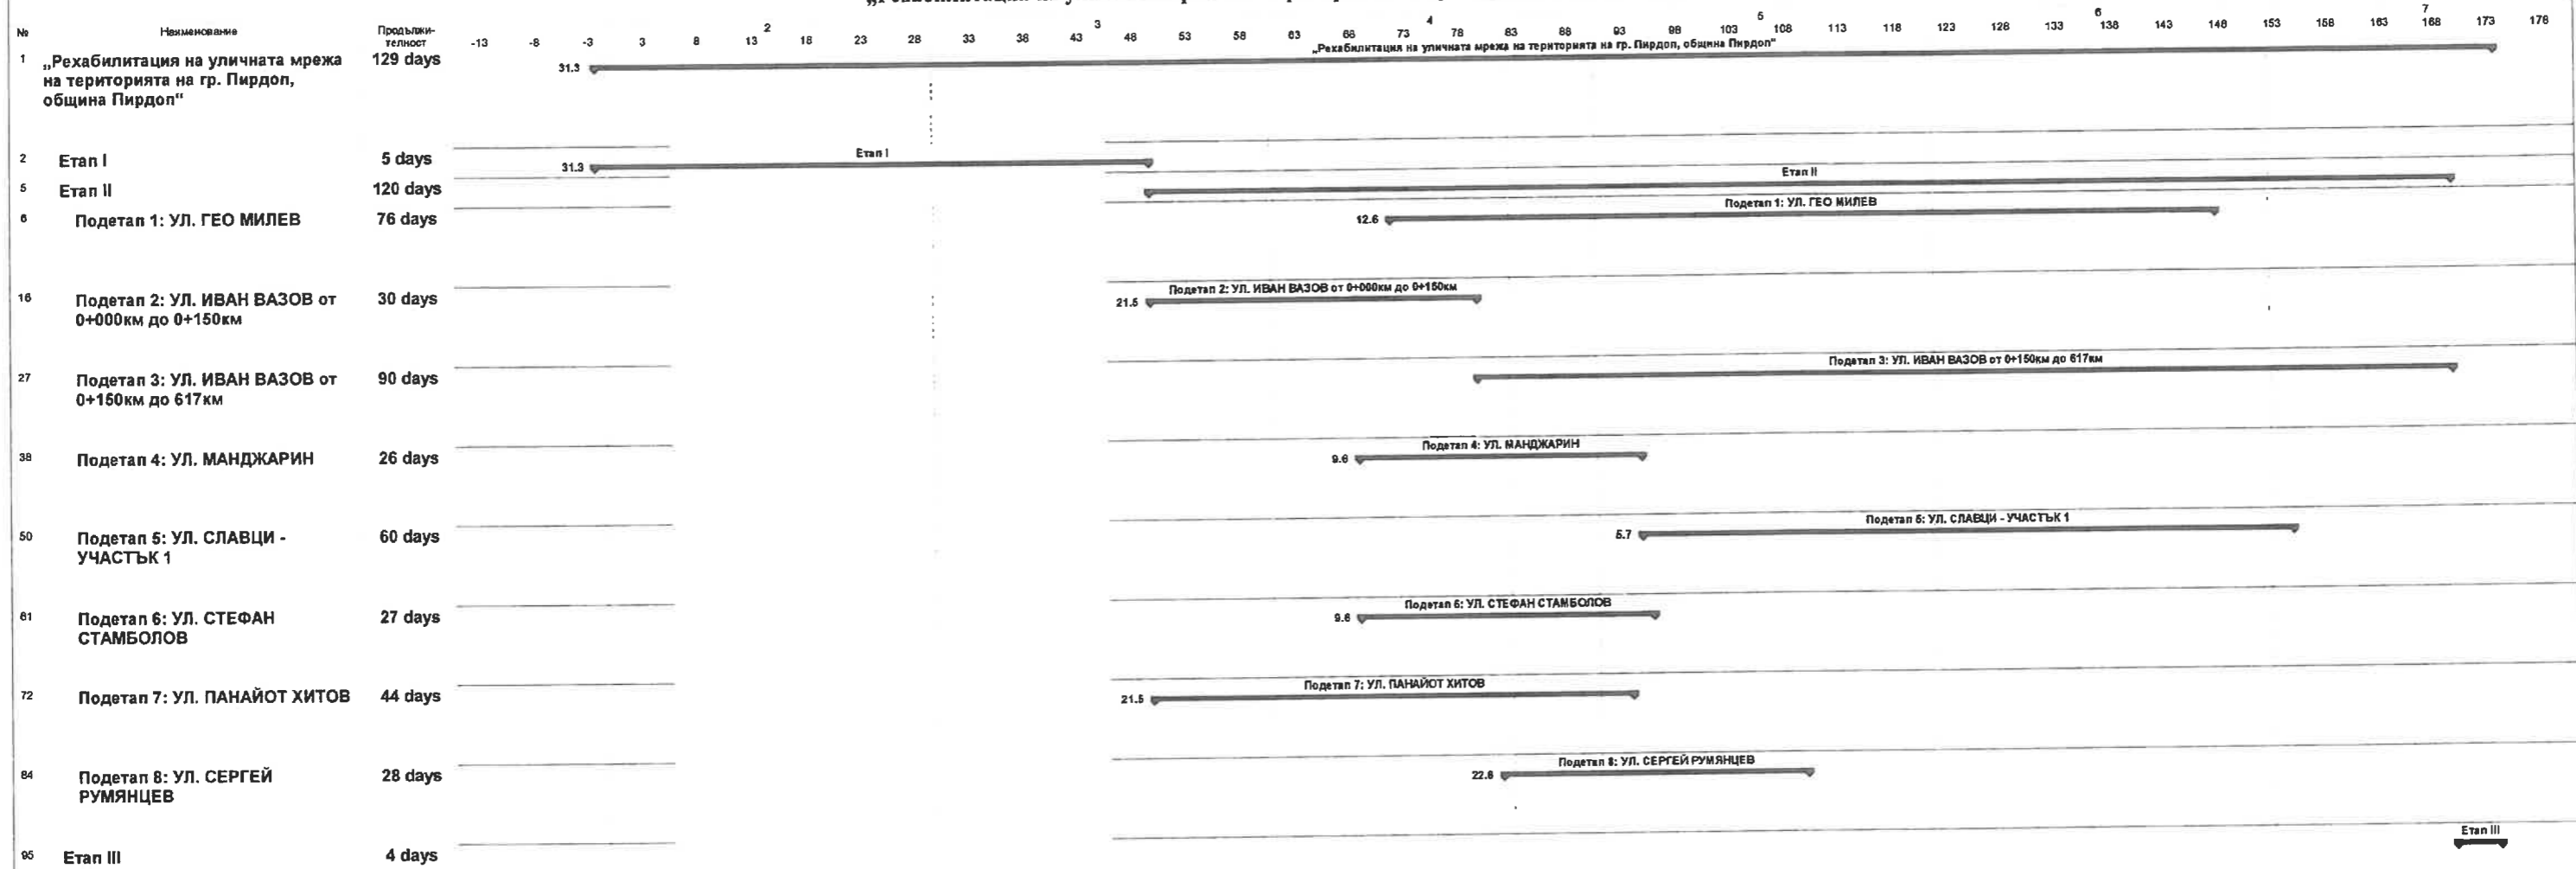 2 3 4 5 6 7
№ Наименование Продължи-
телност -13 -8 -3 3 8 13 18 23 28 33 38 43 48 53 58 63 68 73 78 83 88 93 98 103 108 113 118 123 128 133 138 143 148 153 158 163 168 173 178
1 „Рехабилитация на уличната мрежа
на територията на гр. Пирдоп,
община Пирдоп“
129 days
31.3
„Рехабилитация на уличната мрежа на територията на гр. Пирдоп, община Пирдоп“
2 Етап I 5 days
31.3
Етап I
5 Етап II 120 days
Етап II
6 Подетап 1: УЛ. ГЕО МИЛЕВ 76 days
12.6
Подетап 1: УЛ. ГЕО МИЛЕВ
16 Подетап 2: УЛ. ИВАН ВАЗОВ от
0+000км до 0+150км
30 days
21.5
Подетап 2: УЛ. ИВАН ВАЗОВ от 0+000км до 0+150км
27 Подетап 3: УЛ. ИВАН ВАЗОВ от
0+150км до 617км
90 days
Подетап 3: УЛ. ИВАН ВАЗОВ от 0+150км до 617км
38 Подетап 4: УЛ. МАНДЖАРИН 26 days
9.6
Подетап 4: УЛ. МАНДЖАРИН
50 Подетап 5: УЛ. СЛАВЦИ -
УЧАСТЪК 1
60 days
5.7
Подетап 5: УЛ. СЛАВЦИ - УЧАСТЪК 1
61 Подетап 6: УЛ. СТЕФАН
СТАМБОЛОВ
27 days
9.6
Подетап 6: УЛ. СТЕФАН СТАМБОЛОВ
72 Подетап 7: УЛ. ПАНАЙОТ ХИТОВ 44 days
21.5
Подетап 7: УЛ. ПАНАЙОТ ХИТОВ
84 Подетап 8: УЛ. СЕРГЕЙ
РУМЯНЦЕВ
28 days
22.6
Подетап 8: УЛ. СЕРГЕЙ РУМЯНЦЕВ
95 Етап III 4 days
Етап III